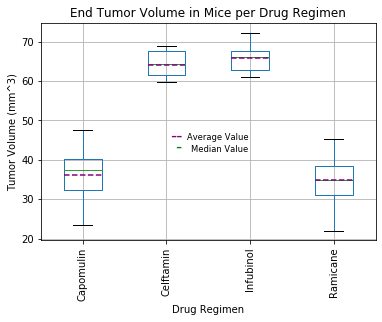 End Tumor Volume in Mice per Drug Regimen
Tumor Volume (mm^3)
70
60
50
40
30
20
Average Value
Median Value
Capomulin
Celftamin
Infubinol
Ramicane
Drug Regimen